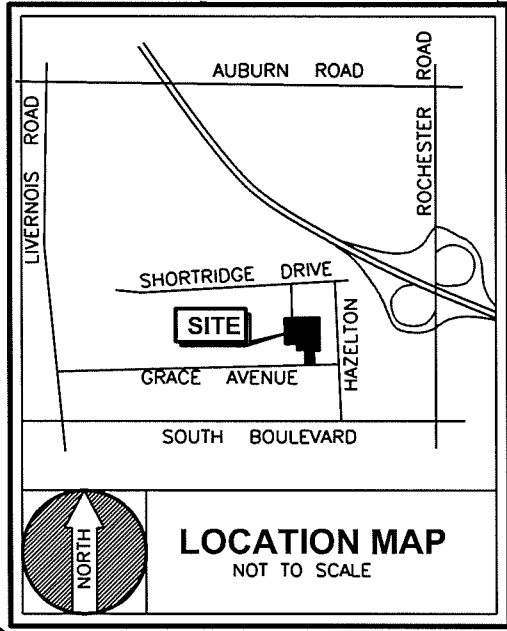 AUBURN ROAD
LIVERNOIS ROAD
ROCHESTER ROAD
SHORTRIDGE DRIVE
SITE
HAZELTON
GRACE AVENUE
SOUTH BOULEVARD
NORTH
LOCATION MAP
NOT TO SCALE